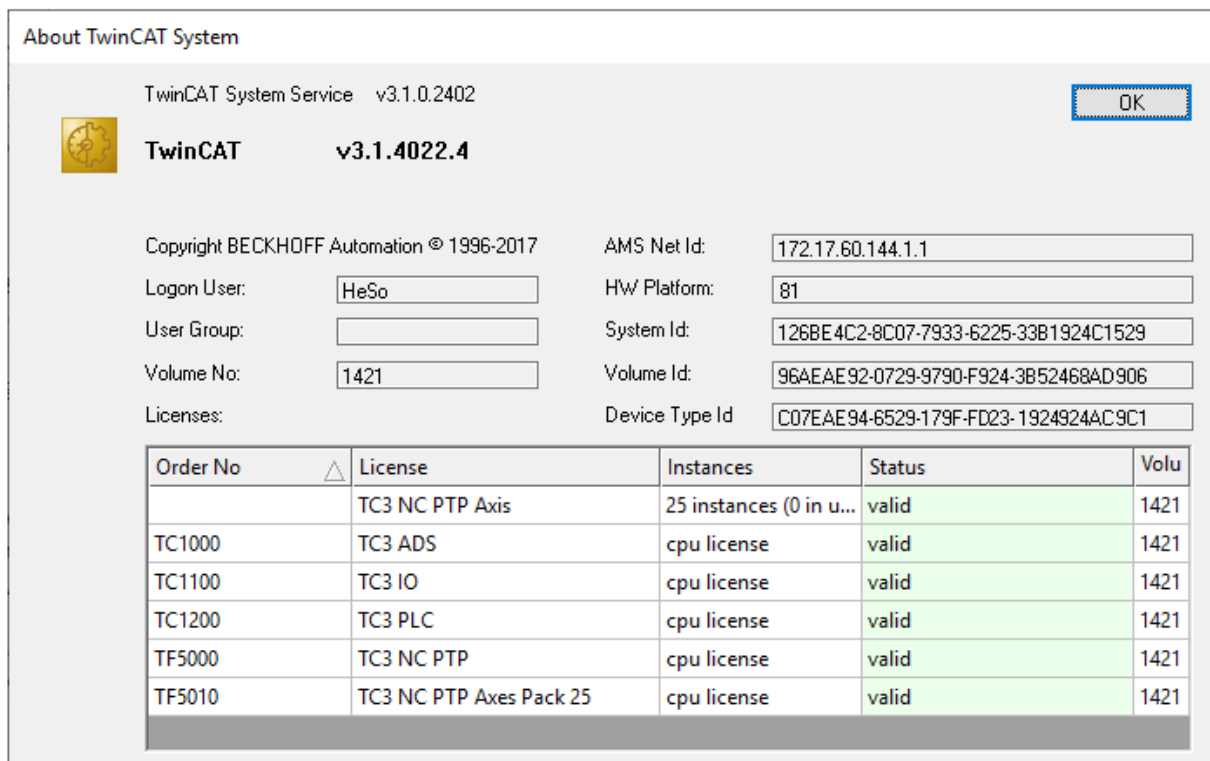 About TwinCAT System
TwinCAT System Service v3.1.0.2402
OK
TwinCAT v3.1.4022.4
Copyright BECKHOFF Automation © 1996-2017 AMS Net Id: 172.17.60.144.1.1
Logon User: HeSo HW Platform: 81
User Group: System Id: 126BE4C2-8C07-7933-6225-33B1924C1529
Volume No: 1421 Volume Id: 96AEAE92-0729-9790-F924-3B52468AD906
Licenses: Device Type Id C07EAE94-6529-179F-FD23-1924924AC9C1
Order No License Instances Status Volu
TC3 NC PTP Axis 25 instances (0 in u... valid 1421
TC1000 TC3 ADS cpu license valid 1421
TC1100 TC3 IO cpu license valid 1421
TC1200 TC3 PLC cpu license valid 1421
TF5000 TC3 NC PTP cpu license valid 1421
TF5010 TC3 NC PTP Axes Pack 25 cpu license valid 1421